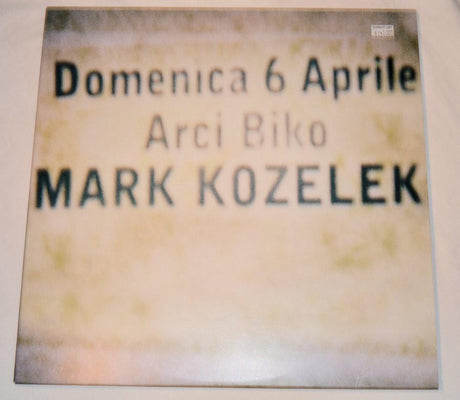 Domenica 6 Aprile
Arci Biko
MARK KOZELEK